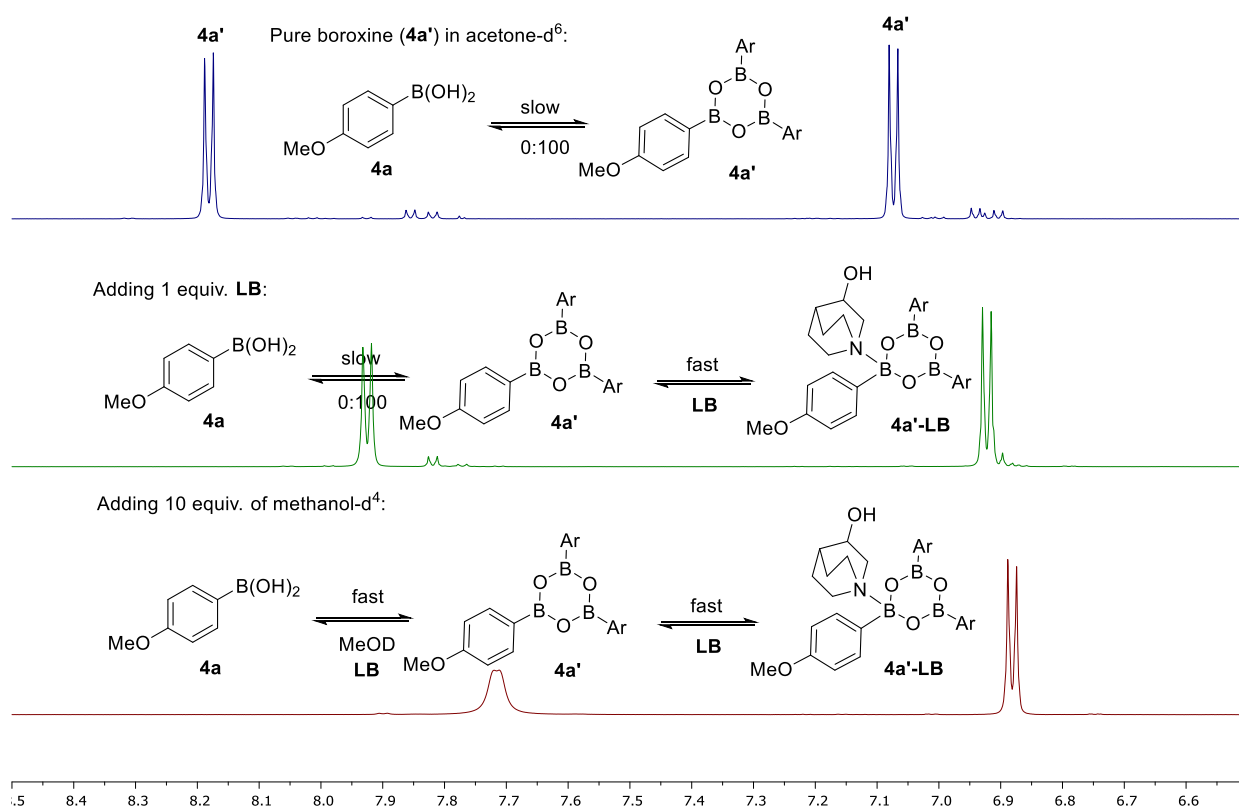 4a'
Pure boroxine (4a') in acetone-d6:
4a'
B(OH)2
MeO
4a
slow
0:100
Ar
B
O
O
B
O
B
Ar
MeO
4a'
Adding 1 equiv. LB:
B(OH)2
MeO
4a
slow
0:100
Ar
B
O
O
B
O
B
Ar
MeO
4a'
fast
LB
OH
N
Ar
B
O
O
B
O
B
Ar
MeO
4a'-LB
Adding 10 equiv. of methanol-d4:
B(OH)2
MeO
4a
fast
MeOD
LB
Ar
B
O
O
B
O
B
Ar
MeO
4a'
fast
LB
OH
N
Ar
B
O
O
B
O
B
Ar
MeO
4a'-LB
.5 8.4 8.3 8.2 8.1 8.0 7.9 7.8 7.7 7.6 7.5 7.4 7.3 7.2 7.1 7.0 6.9 6.8 6.7 6.6